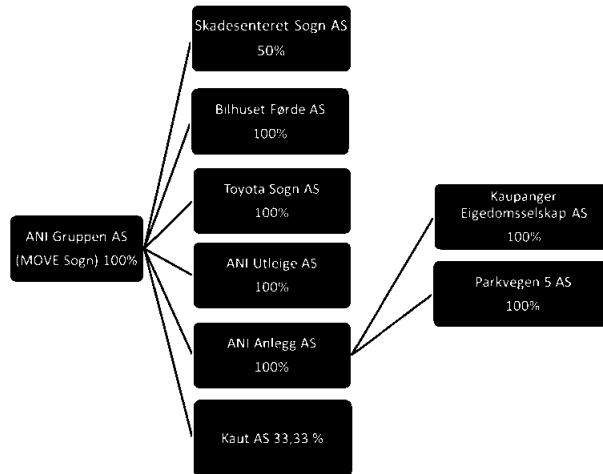 Skadesenteret Sogn AS
50%
Bilhuset Førde AS
100%
Toyota Sogn AS
100%
Kaupanger
Eigedomsselskap AS
100%
ANI Gruppen AS
(MOVE Sogn) 100%
ANI Utleige AS
100%
Parkvegen 5 AS
100%
ANI Anlegg AS
100%
Kaut AS 33,33 %